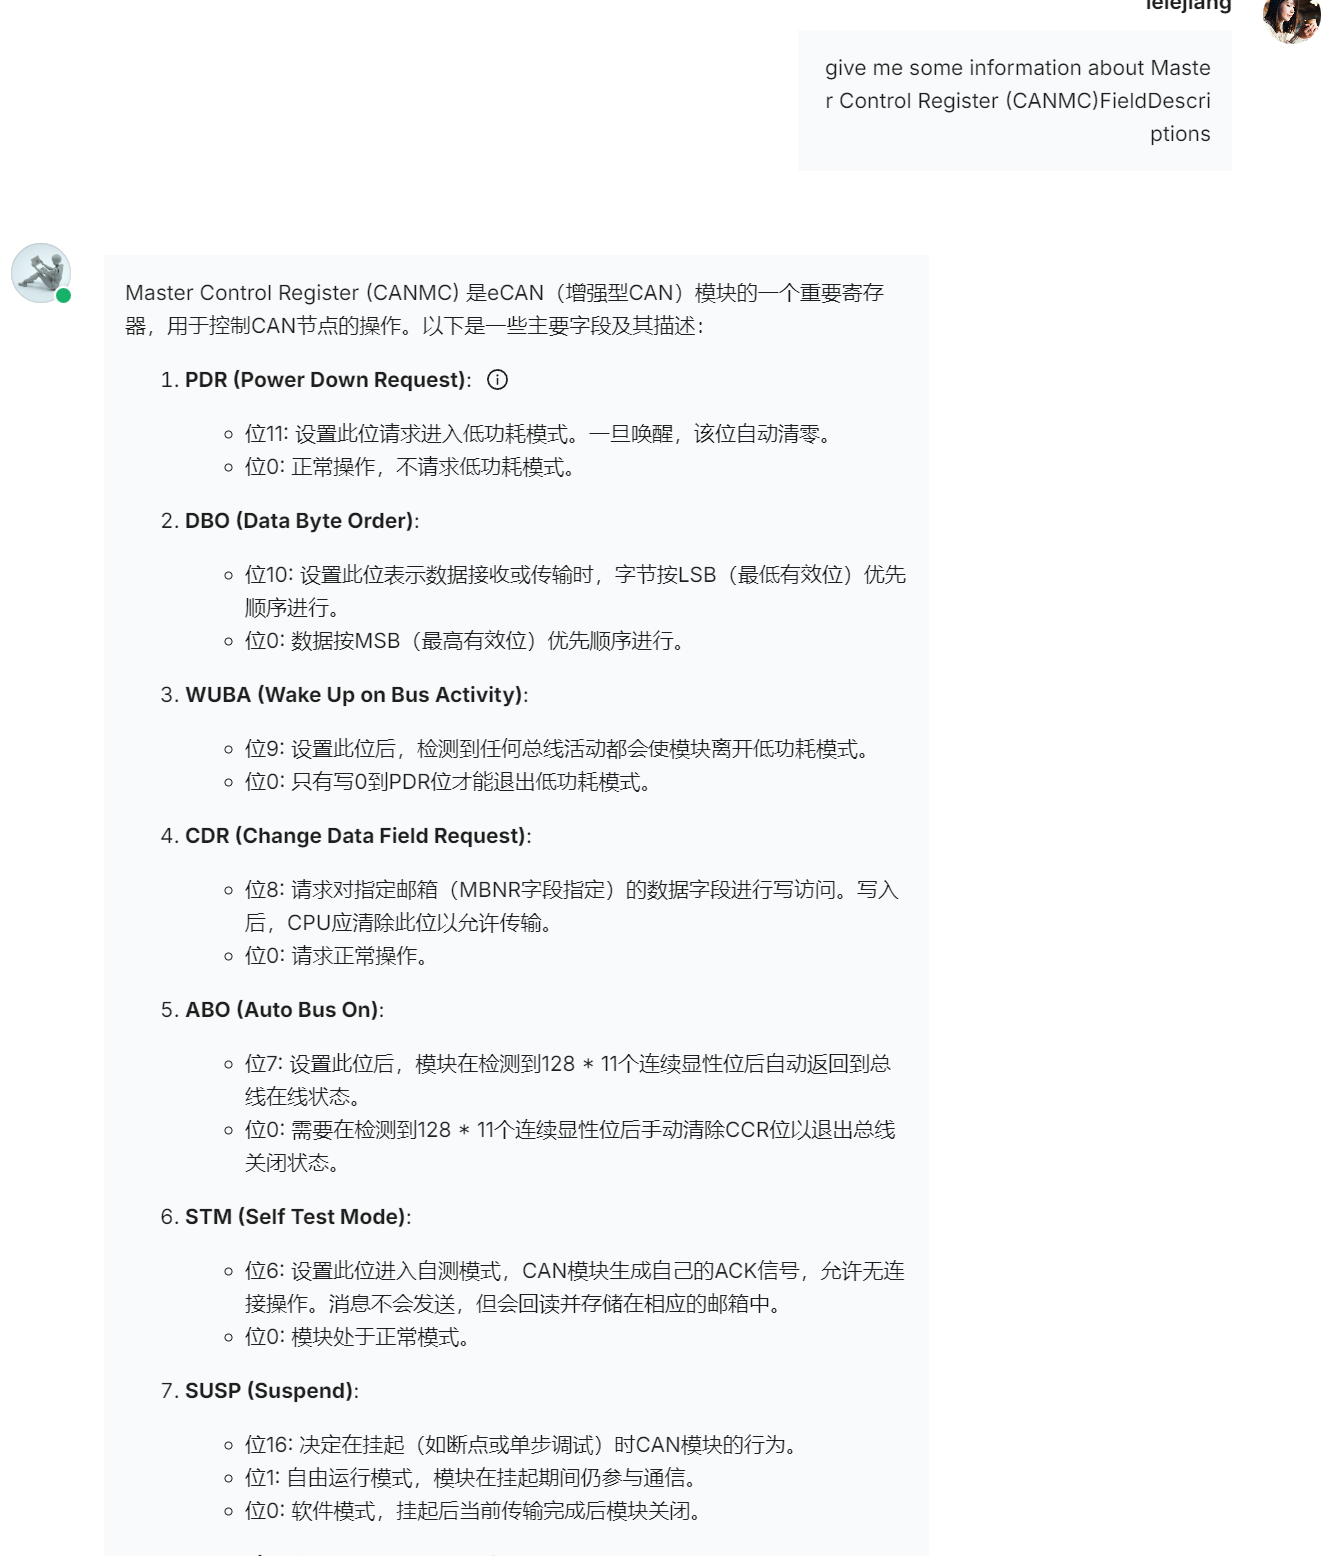 lelejiang
give me some information about Maste
r Control Register (CANMC)FieldDescri
ptions
Master Control Register (CANMC) 是eCAN（增强型CAN）模块的一个重要寄存
器，用于控制CAN节点的操作。以下是一些主要字段及其描述：
1. PDR (Power Down Request):
位11: 设置此位请求进入低功耗模式。一旦唤醒，该位自动清零。
位0: 正常操作，不请求低功耗模式。
2. DBO (Data Byte Order):
位10: 设置此位表示数据接收或传输时，字节按LSB（最低有效位）优先
顺序进行。
位0: 数据按MSB（最高有效位）优先顺序进行。
3. WUBA (Wake Up on Bus Activity):
位9: 设置此位后，检测到任何总线活动都会使模块离开低功耗模式。
位0: 只有写0到PDR位才能退出低功耗模式。
4. CDR (Change Data Field Request):
位8: 请求对指定邮箱（MBNR字段指定）的数据字段进行写访问。写入
后，CPU应清除此位以允许传输。
位0: 请求正常操作。
5. ABO (Auto Bus On):
位7: 设置此位后，模块在检测到128 * 11个连续显性位后自动返回到总
线在线状态。
位0: 需要在检测到128 * 11个连续显性位后手动清除CCR位以退出总线
关闭状态。
6. STM (Self Test Mode):
位6: 设置此位进入自测模式，CAN模块生成自己的ACK信号，允许无连
接操作。消息不会发送，但会回读并存储在相应的邮箱中。
位0: 模块处于正常模式。
7. SUSP (Suspend):
位16: 决定在挂起（如断点或单步调试）时CAN模块的行为。
位1: 自由运行模式，模块在挂起期间仍参与通信。
位0: 软件模式，挂起后当前传输完成后模块关闭。